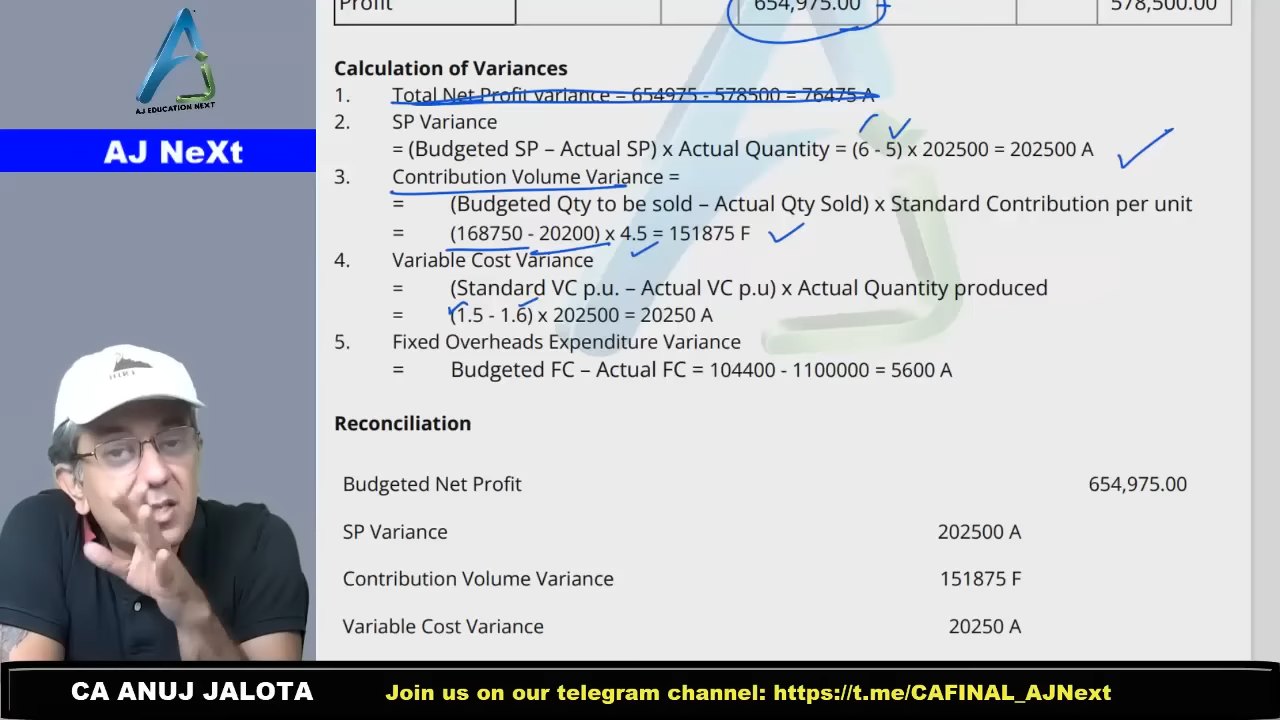 Profit 654,975.00 578,500.00
AJ EDUCATION NEXT
AJ NeXt
Calculation of Variances
1. Total Net Profit variance – 654975 - 578500 = 76475 A
2. SP Variance
= (Budgeted SP – Actual SP) x Actual Quantity = (6 - 5) x 202500 = 202500 A
3. Contribution Volume Variance =
= (Budgeted Qty to be sold – Actual Qty Sold) x Standard Contribution per unit
= (168750 - 20200) x 4.5 = 151875 F
4. Variable Cost Variance
= (Standard VC p.u. – Actual VC p.u) x Actual Quantity produced
= (1.5 - 1.6) x 202500 = 20250 A
5. Fixed Overheads Expenditure Variance
= Budgeted FC – Actual FC = 104400 - 1100000 = 5600 A
Reconciliation
Budgeted Net Profit 654,975.00
SP Variance 202500 A
Contribution Volume Variance 151875 F
Variable Cost Variance 20250 A
CA ANUJ JALOTA Join us on our telegram channel: https://t.me/CAFINAL_AJNext